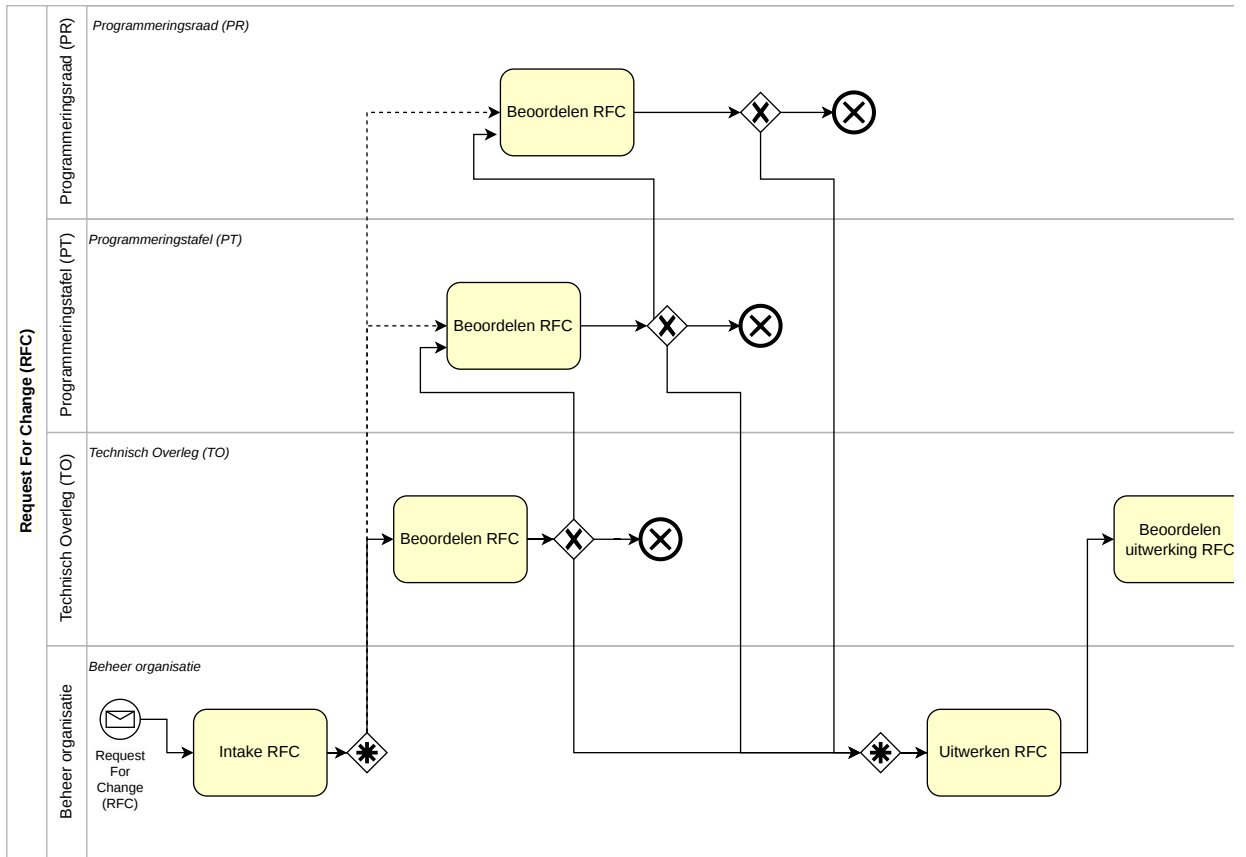 Request For Change (RFC)
Programmeringsraad (PR)
Programmeringsraad (PR)
Beoordelen RFC
Programmeringstafel (PT)
Programmeringstafel (PT)
Beoordelen RFC
Technisch Overleg (TO)
Technisch Overleg (TO)
Beoordelen RFC
Beoordelen
uitwerking RFC
Beheer organisatie
Beheer organisatie
Request
For
Change
(RFC)
Intake RFC
Uitwerken RFC